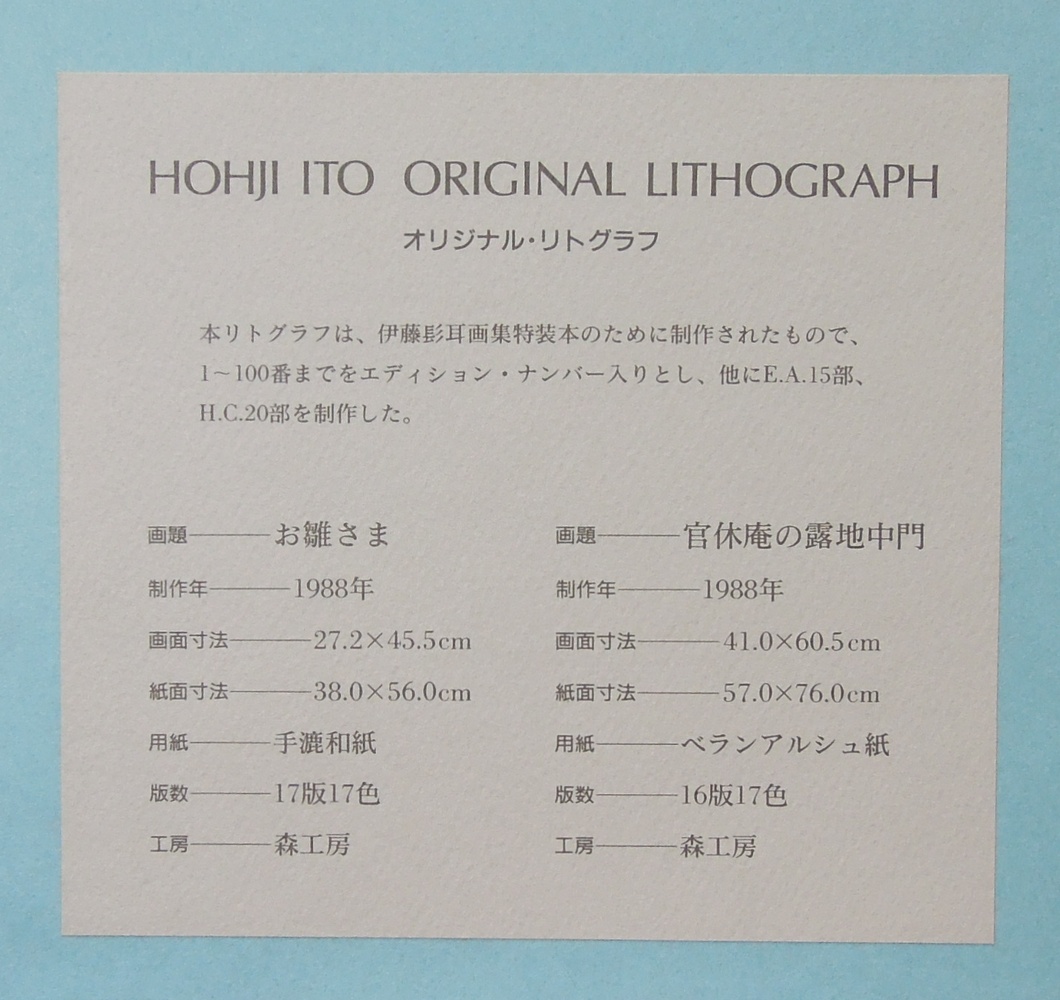 HOHJI ITO ORIGINAL LITHOGRAPH
オリジナル・リトグラフ
本リトグラフは、伊藤髟耳画集特装本のために制作されたもので、
1～100番までをエディション・ナンバー入りとし、他にE.A.15部、
H.C.20部を制作した。
画題───お雛さま
制作年───1988年
画面寸法───27.2×45.5cm
紙面寸法───38.0×56.0cm
用紙───手漉和紙
版数───17版17色
工房───森工房
画題───官休庵の露地中門
制作年───1988年
画面寸法───41.0×60.5cm
紙面寸法───57.0×76.0cm
用紙───ベランアルシュ紙
版数───16版17色
工房───森工房